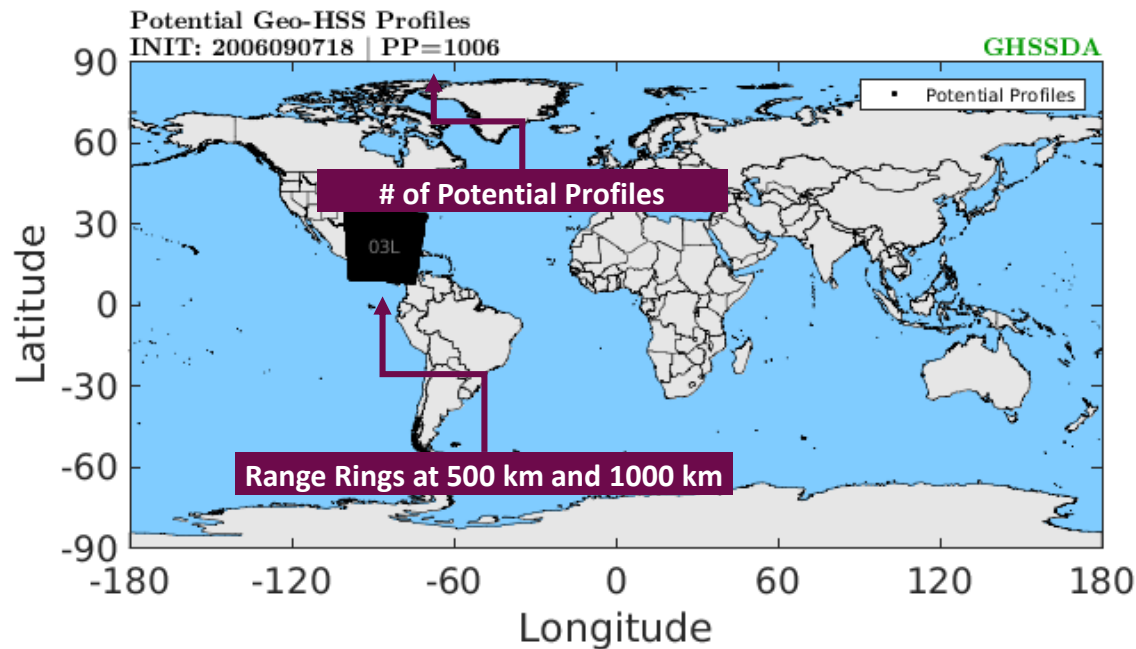 Potential Geo-HSS Profiles
INIT: 2006090718 | PP=1006
GHSSDA
Potential Profiles
# of Potential Profiles
03L
Range Rings at 500 km and 1000 km
Latitude
90
60
30
0
-30
-60
-90
-180
-120
-60
0
60
120
180
Longitude